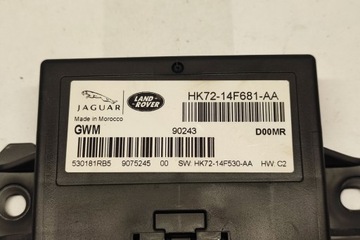 JAGUAR
LAND-
ROVER
HK72-14F681-AA
Made in Morocco
GWM 90243 D00MR
530181RB5 9075245 00 SW: HK72-14F530-AA HW: C2